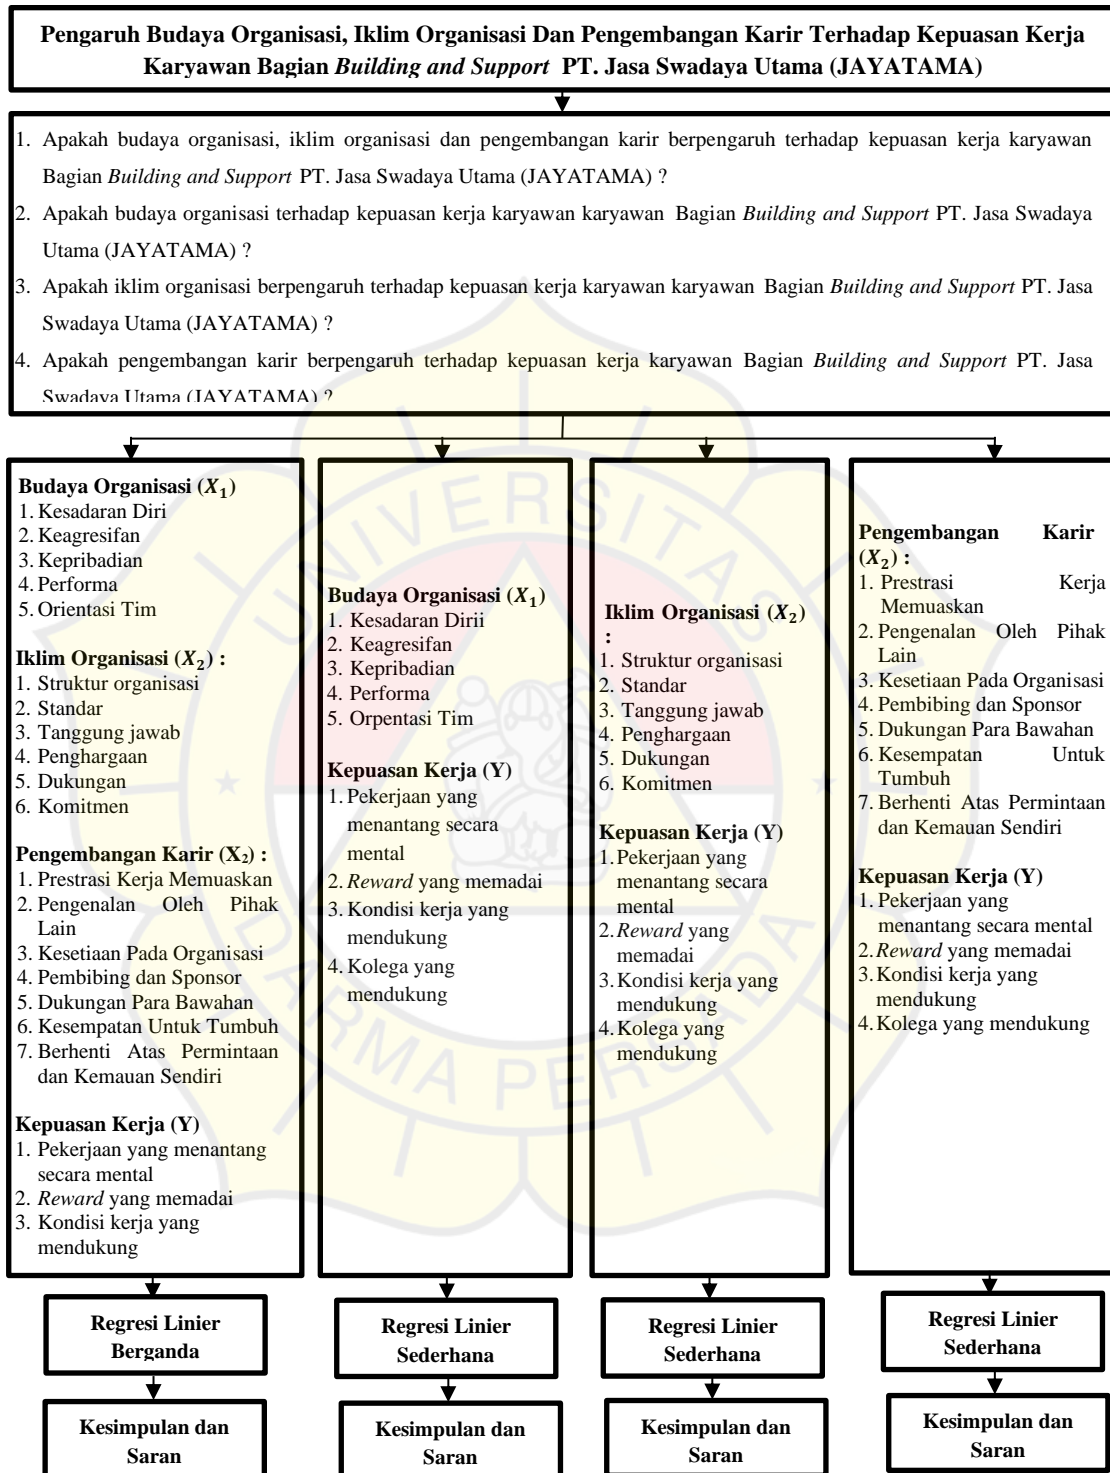 Pengaruh Budaya Organisasi, Iklim Organisasi Dan Pengembangan Karir Terhadap Kepuasan Kerja
Karyawan Bagian Building and Support PT. Jasa Swadaya Utama (JAYATAMA)
1. Apakah budaya organisasi, iklim organisasi dan pengembangan karir berpengaruh terhadap kepuasan kerja karyawan
Bagian Building and Support PT. Jasa Swadaya Utama (JAYATAMA) ?
2. Apakah budaya organisasi terhadap kepuasan kerja karyawan karyawan Bagian Building and Support PT. Jasa Swadaya
Utama (JAYATAMA) ?
3. Apakah iklim organisasi berpengaruh terhadap kepuasan kerja karyawan karyawan Bagian Building and Support PT. Jasa
Swadaya Utama (JAYATAMA) ?
4. Apakah pengembangan karir berpengaruh terhadap kepuasan kerja karyawan Bagian Building and Support PT. Jasa
Swadaya Utama (JAYATAMA) ?
Budaya Organisasi (X₁)
1. Kesadaran Diri
2. Keagresifan
3. Kepribadian
4. Performa
5. Orientasi Tim
Iklim Organisasi (X₂) :
1. Struktur organisasi
2. Standar
3. Tanggung jawab
4. Penghargaan
5. Dukungan
6. Komitmen
Pengembangan Karir (X₂) :
1. Prestrasi Kerja Memuaskan
2. Pengenalan Oleh Pihak
Lain
3. Kesetiaan Pada Organisasi
4. Pembibing dan Sponsor
5. Dukungan Para Bawahan
6. Kesempatan Untuk Tumbuh
7. Berhenti Atas Permintaan
dan Kemauan Sendiri
Kepuasan Kerja (Y)
1. Pekerjaan yang menantang
secara mental
2. Reward yang memadai
3. Kondisi kerja yang
mendukung
Budaya Organisasi (X₁)
1. Kesadaran Dirii
2. Keagresifan
3. Kepribadian
4. Performa
5. Orpentasi Tim
Kepuasan Kerja (Y)
1. Pekerjaan yang
menantang secara
mental
2. Reward yang memadai
3. Kondisi kerja yang
mendukung
4. Kolega yang
mendukung
Iklim Organisasi (X₂)
:
1. Struktur organisasi
2. Standar
3. Tanggung jawab
4. Penghargaan
5. Dukungan
6. Komitmen
Kepuasan Kerja (Y)
1. Pekerjaan yang
menantang secara
mental
2. Reward yang
memadai
3. Kondisi kerja yang
mendukung
4. Kolega yang
mendukung
Pengembangan Karir
(X₂) :
1. Prestrasi Kerja
Memuaskan
2. Pengenalan Oleh Pihak
Lain
3. Kesetiaan Pada Organisasi
4. Pembibing dan Sponsor
5. Dukungan Para Bawahan
6. Kesempatan Untuk
Tumbuh
7. Berhenti Atas Permintaan
dan Kemauan Sendiri
Kepuasan Kerja (Y)
1. Pekerjaan yang
menantang secara mental
2. Reward yang memadai
3. Kondisi kerja yang
mendukung
4. Kolega yang mendukung
Regresi Linier
Berganda
Regresi Linier
Sederhana
Regresi Linier
Sederhana
Regresi Linier
Sederhana
Kesimpulan dan
Saran
Kesimpulan dan
Saran
Kesimpulan dan
Saran
Kesimpulan dan
Saran
UNIVERSITAS
DARMA PERSADA